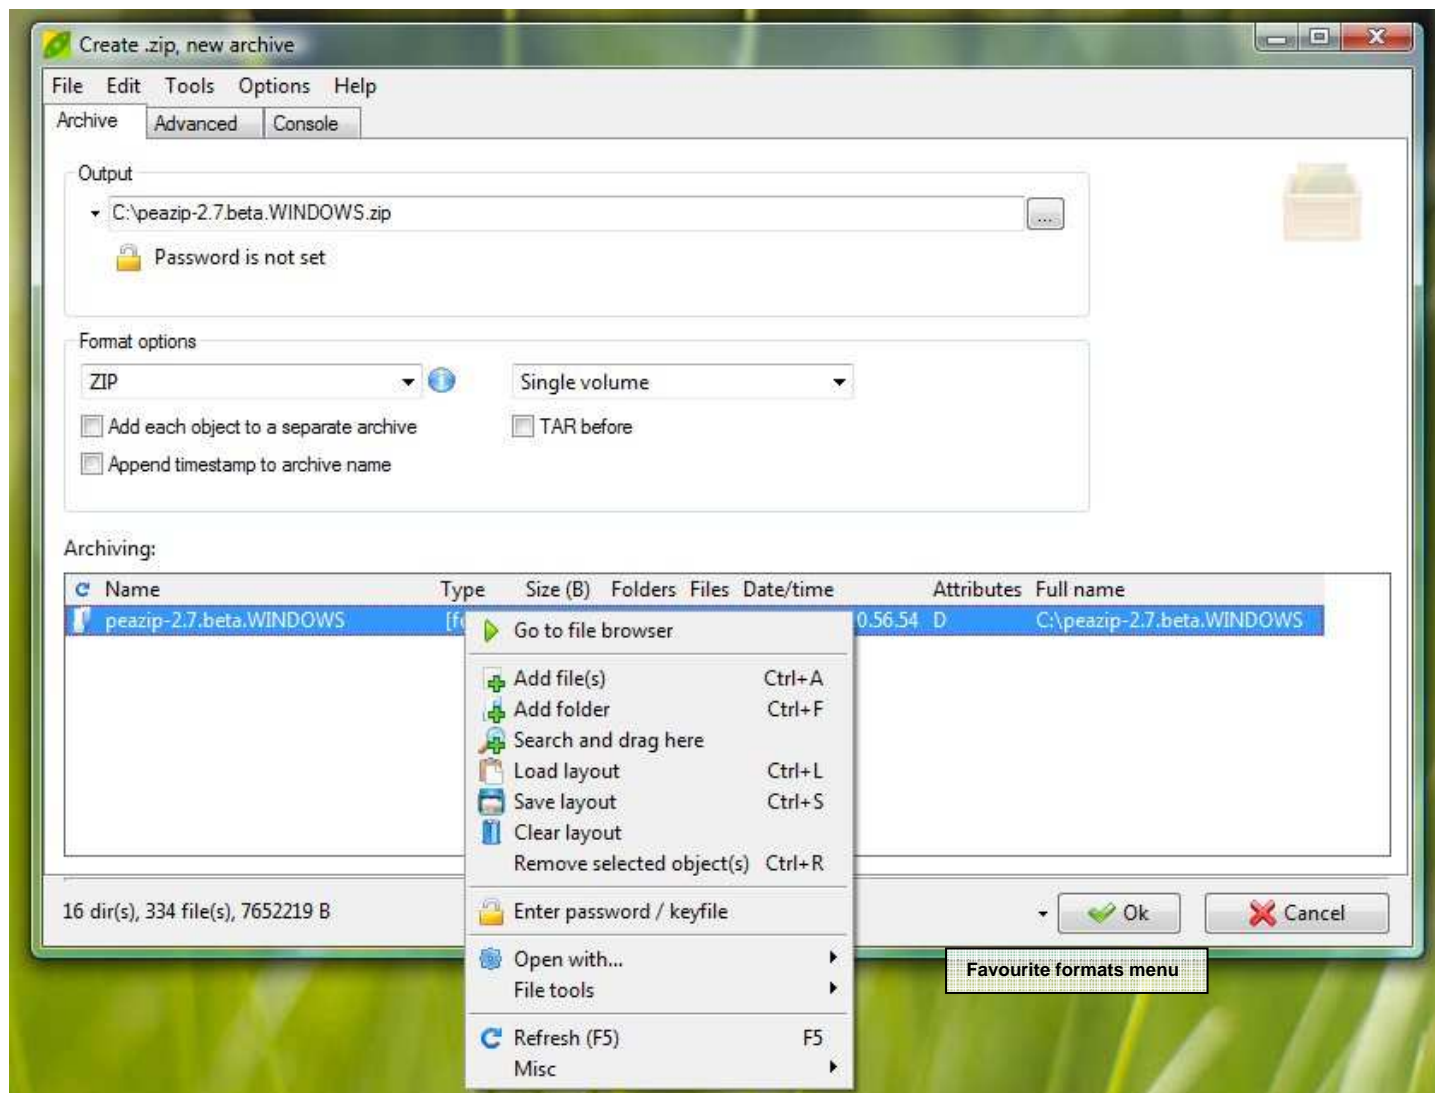 Create .zip, new archive
File Edit Tools Options Help
Archive Advanced Console
Output
C:\peazip-2.7.beta.WINDOWS.zip ...
Password is not set
Format options
ZIP Single volume
Add each object to a separate archive TAR before
Append timestamp to archive name
Archiving:
Name Type Size (B) Folders Files Date/time Attributes Full name
peazip-2.7.beta.WINDOWS [f 0.56.54 D C:\peazip-2.7.beta.WINDOWS
Go to file browser
Add file(s) Ctrl+A
Add folder Ctrl+F
Search and drag here
Load layout Ctrl+L
Save layout Ctrl+S
Clear layout
Remove selected object(s) Ctrl+R
Enter password / keyfile
Open with...
File tools
Refresh (F5) F5
Misc
16 dir(s), 334 file(s), 7652219 B
Ok Cancel
Favourite formats menu